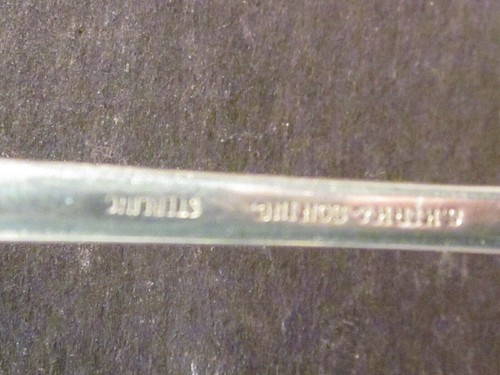 S. KIRK & SON INC. STERLING